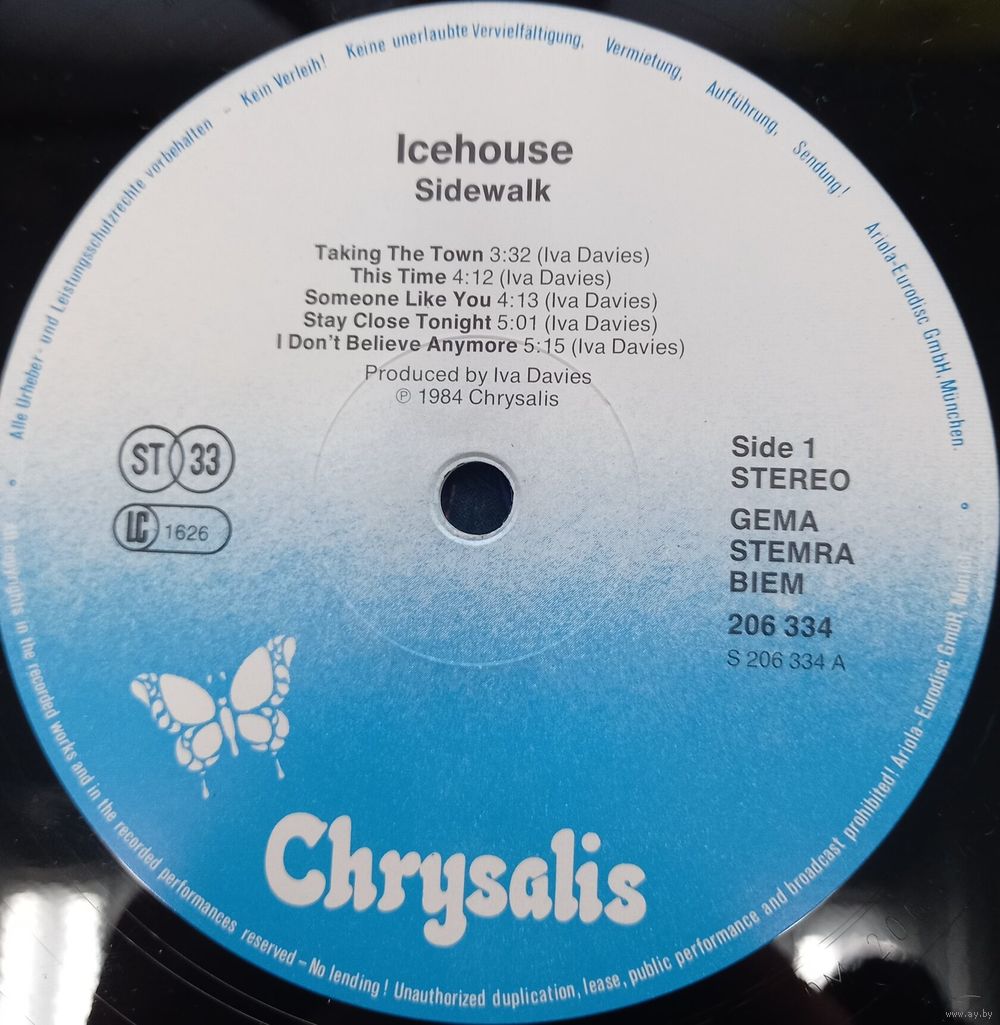 Alle Urheber- und Leistungsschutzrechte vorbehalten - Kein Verleih! Keine unerlaubte Vervielfältigung, Vermietung, Aufführung, Sendung! Ariola-Eurodisc GmbH, München.
Icehouse
Sidewalk
Taking The Town 3:32 (Iva Davies)
This Time 4:12 (Iva Davies)
Someone Like You 4:13 (Iva Davies)
Stay Close Tonight 5:01 (Iva Davies)
I Don't Believe Anymore 5:15 (Iva Davies)
Produced by Iva Davies
℗ 1984 Chrysalis
ST 33
LC 1626
Side 1
STEREO
GEMA
STEMRA
BIEM
206 334
S 206 334 A
Chrysalis
All copyrights in the recorded works and in the recorded performances reserved – No lending! Unauthorized duplication, lease, public performance and broadcast prohibited! Ariola-Eurodisc GmbH, Munich
www.ay.by